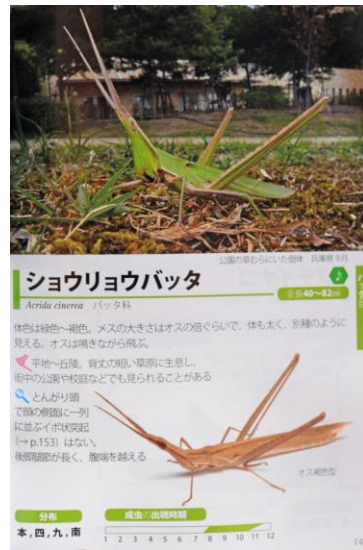 公園の草むらにいた個体　兵庫県 9月
ショウリョウバッタ
Acrida cinerea　バッタ科
全長40〜82㎜
体色は緑色〜褐色。メスの大きさはオスの倍ぐらいで、体も太く、別種のように
見える。オスは鳴きながら飛ぶ。
平地〜丘陵。背丈の短い草原に生息し、
街中の公園や校庭などでも見られることがある
とんがり頭
で頭の側面に一列
に並ぶイボ状突起
(→p.153) はない。
後脚腿節が長く、腹端を越える
オス褐色型
分布
本, 四, 九, 南
成虫の出現時期
1 2 3 4 5 6 7 8 9 10 11 12